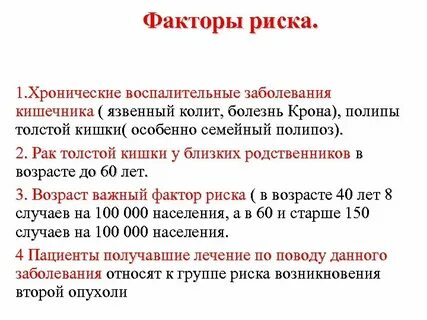 Факторы риска.
1.Хронические воспалительные заболевания
кишечника ( язвенный колит, болезнь Крона), полипы
толстой кишки( особенно семейный полипоз).
2. Рак толстой кишки у близких родственников в
возрасте до 60 лет.
3. Возраст важный фактор риска ( в возрасте 40 лет 8
случаев на 100 000 населения, а в 60 и старше 150
случаев на 100 000 населения.
4 Пациенты получавшие лечение по поводу данного
заболевания относят к группе риска возникновения
второй опухоли